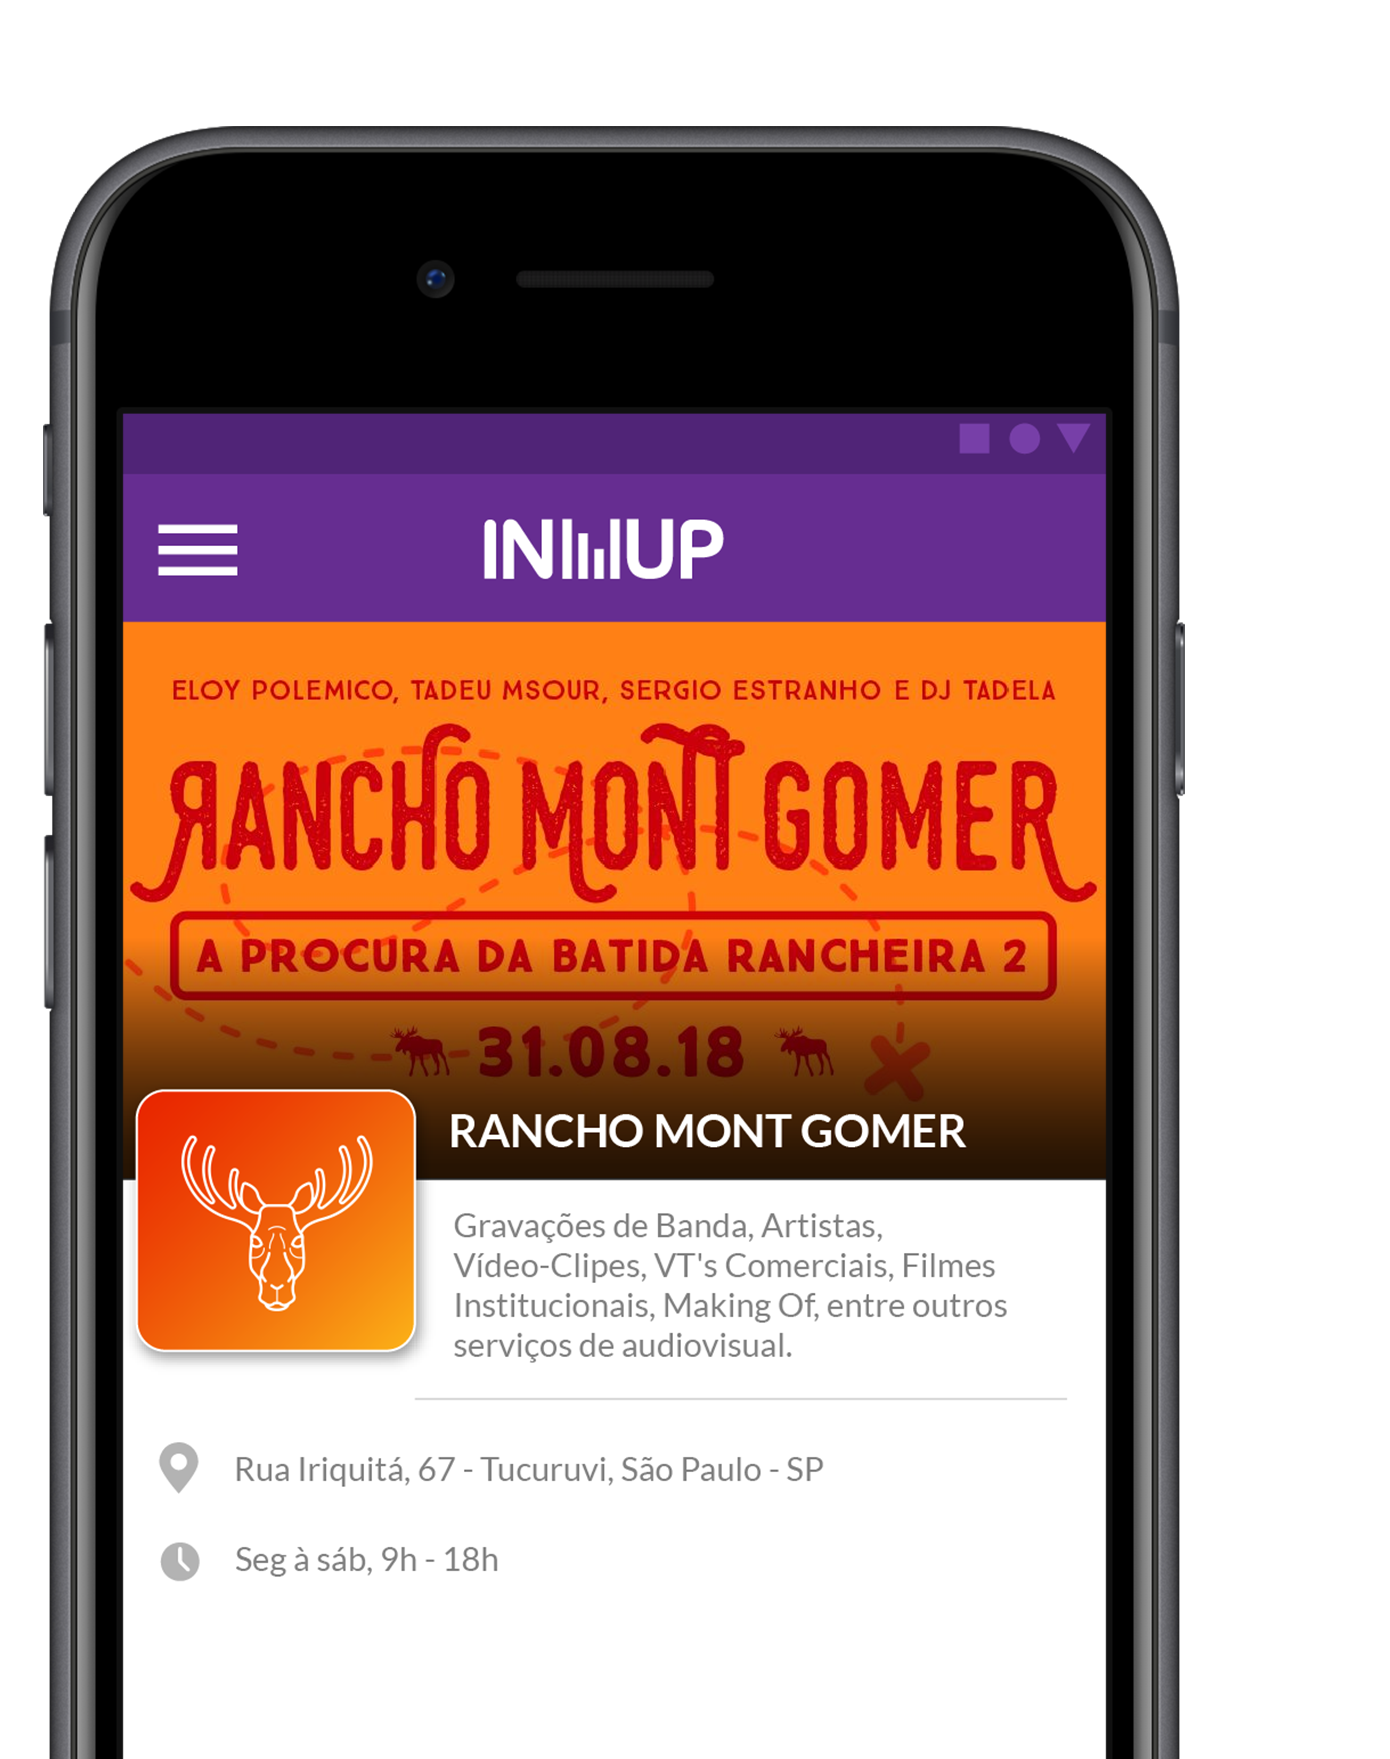 INUP
ELOY POLEMICO, TADEU MSOUR, SERGIO ESTRANHO E DJ TADELA
RANCHO MONT GOMER
A PROCURA DA BATIDA RANCHEIRA 2
31.08.18
RANCHO MONT GOMER
Gravações de Banda, Artistas,
Vídeo-Clipes, VT's Comerciais, Filmes
Institucionais, Making Of, entre outros
serviços de audiovisual.
Rua Iriquitá, 67 - Tucuruvi, São Paulo - SP
Seg à sáb, 9h - 18h